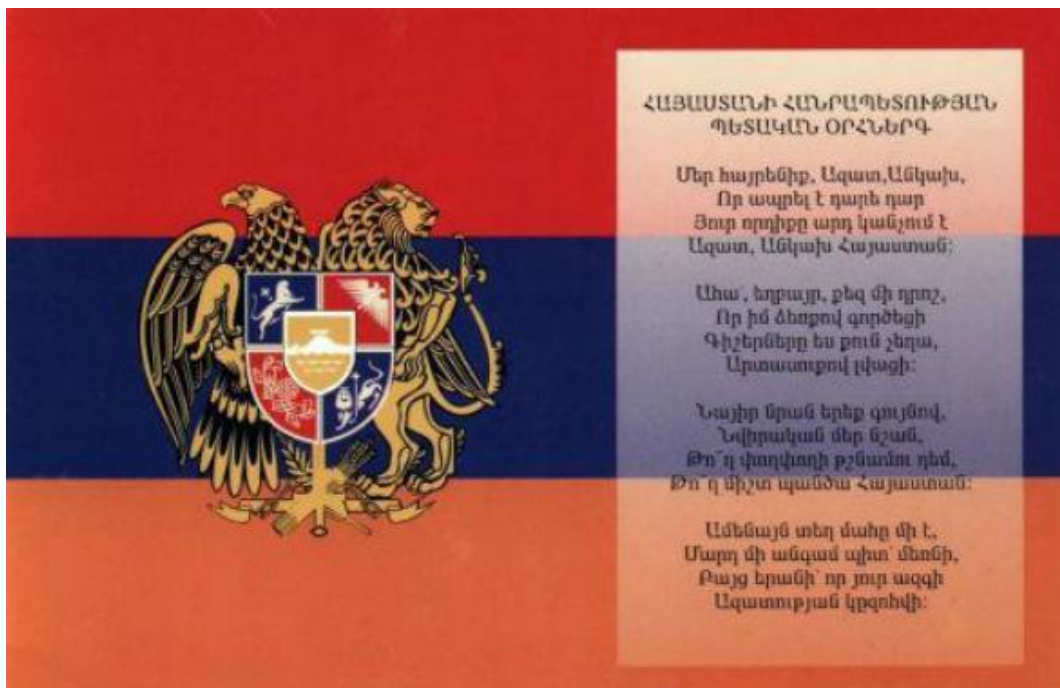 ՀԱՅԱՍՏԱՆԻ ՀԱՆՐԱՊԵՏՈՒԹՅԱՆ
ՊԵՏԱԿԱՆ ՕՐՀՆԵՐԳ
Մեր հայրենիք, Ազատ,Անկախ,
Որ ապրել է դարե դար
Յուր որդիքը արդ կանչում է
Ազատ, Անկախ Հայաստան:
Ահա՛, եղբայր, քեզ մի դրոշ,
Որ իմ ձեռքով գործեցի
Գիշերները ես քուն չեղա,
Արտասուքով լվացի:
Նայիր նրան երեք գույնով,
Նվիրական մեր նշան,
Թո՛ղ փողփողի թշնամու դեմ,
Թո՛ղ միշտ պանծա Հայաստան:
Ամենայն տեղ մահը մի է,
Մարդ մի անգամ պիտ՝ մեռնի,
Բայց երանի՝ որ յուր ազգի
Ազատության կզոհվի: